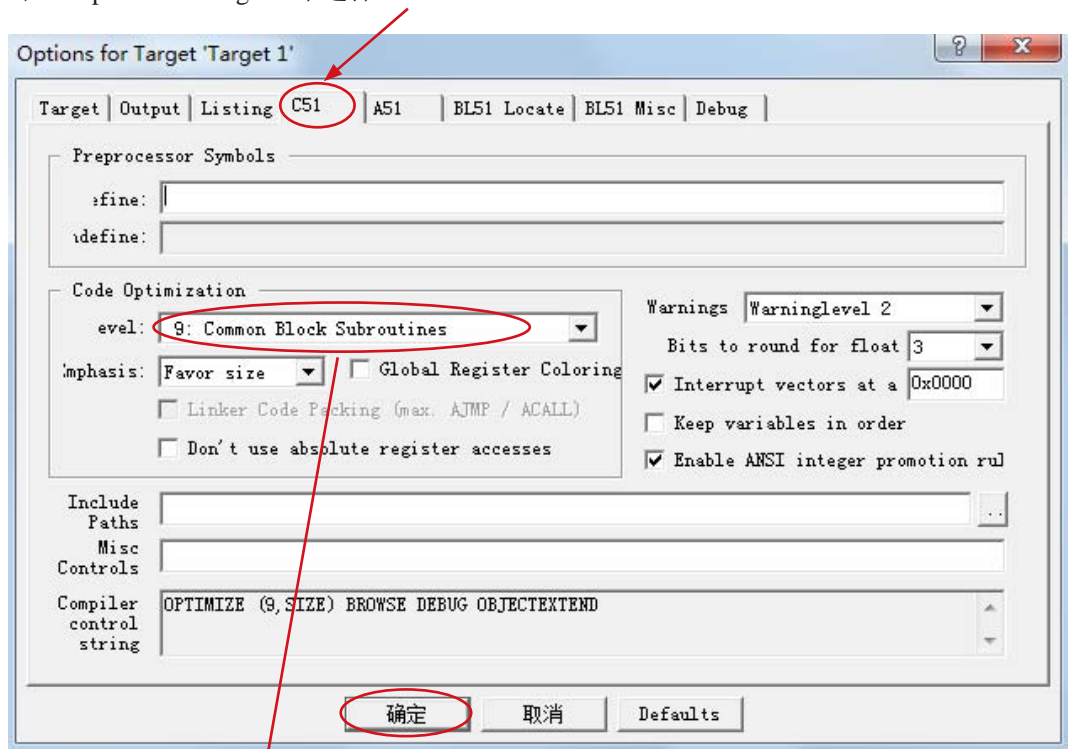 Options for Target 'Target 1'
Target Output Listing C51 A51 BL51 Locate BL51 Misc Debug
Preprocessor Symbols
efine:
define:
Code Optimization
evel: 9: Common Block Subroutines
Emphasis: Favor size Global Register Coloring
Linker Code Packing (max. AJMP / ACALL)
Don't use absolute register accesses
Warnings Warninglevel 2
Bits to round for float 3
Interrupt vectors at a 0x0000
Keep variables in order
Enable ANSI integer promotion rul
Include Paths
..
Misc Controls
Compiler control string OPTIMIZE (9,SIZE) BROWSE DEBUG OBJECTEXTEND
确定 取消 Defaults